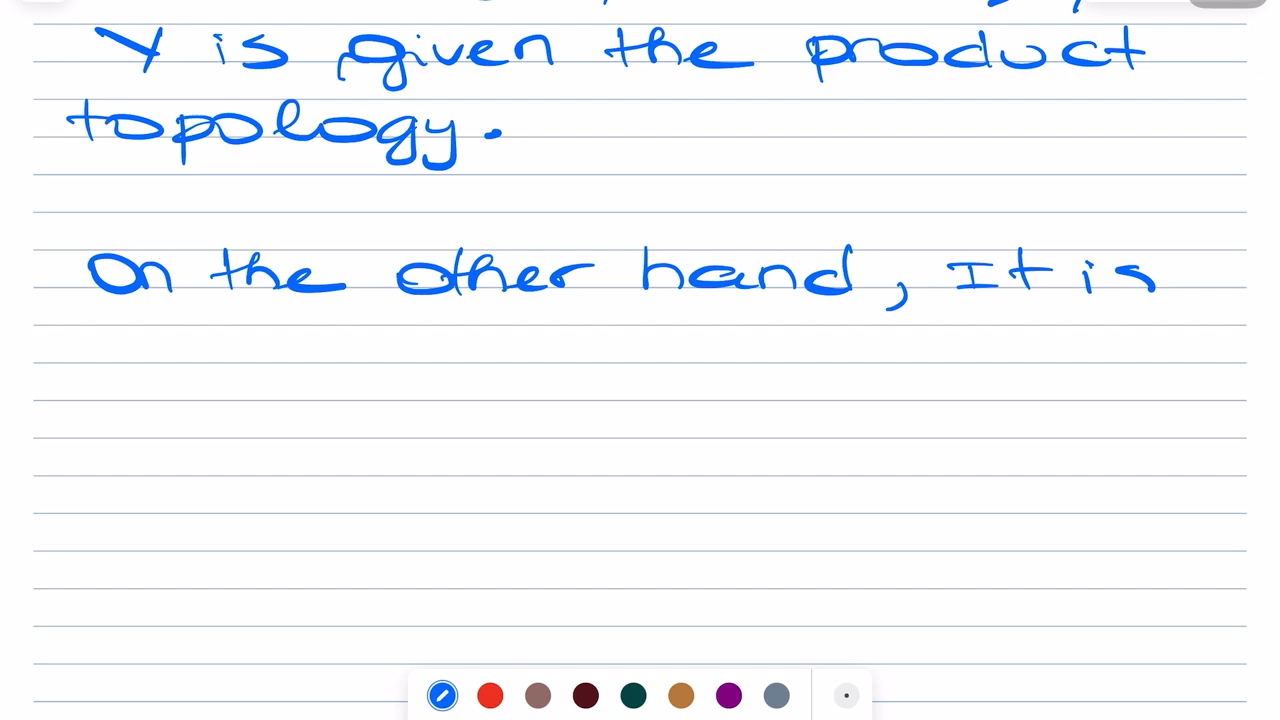 Y is given the product
topology.
On the other hand, It is